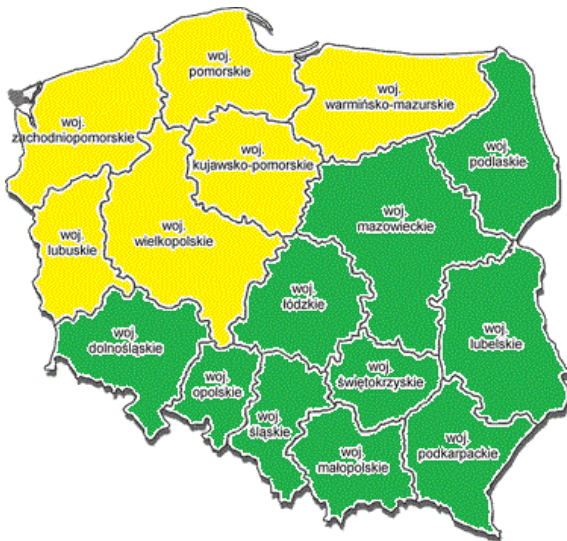 woj.
pomorskie
woj.
warmińsko-mazurskie
woj.
zachodniopomorskie
woj.
kujawsko-pomorskie
woj.
podlaskie
woj.
mazowieckie
woj.
lubuskie
woj.
wielkopolskie
woj.
łódzkie
woj.
lubelskie
woj.
dolnośląskie
woj.
opolskie
woj.
świętokrzyskie
woj.
śląskie
woj.
małopolskie
woj.
podkarpackie